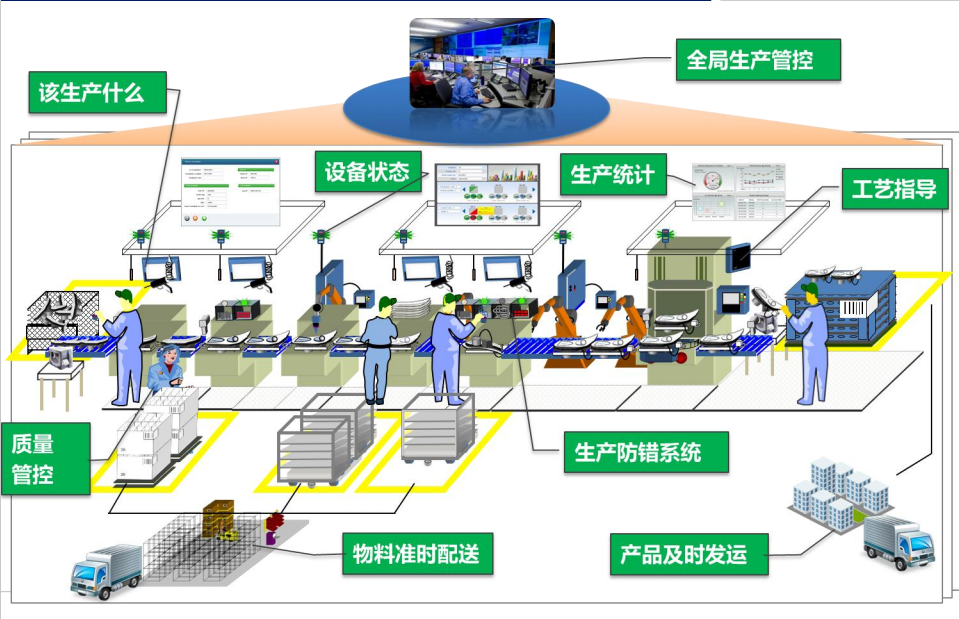 全局生产管控
该生产什么
设备状态
生产统计
工艺指导
质量
管控
生产防错系统
物料准时配送
产品及时发运